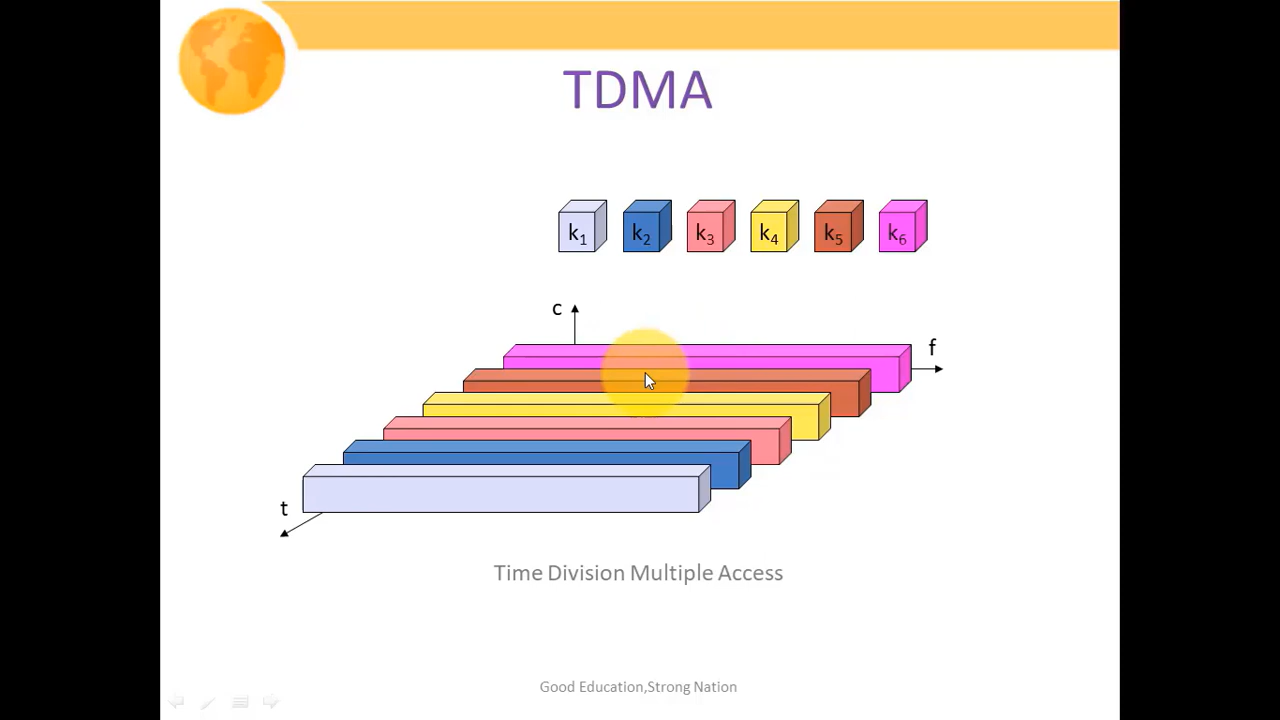 TDMA
k1 k2 k3 k4 k5 k6
c
f
t
Time Division Multiple Access
Good Education,Strong Nation